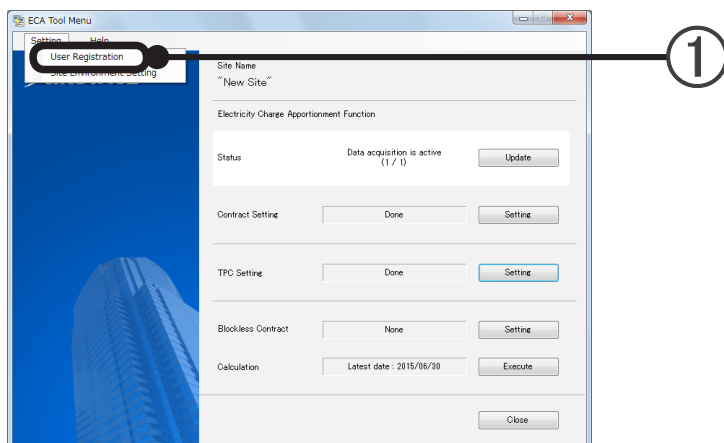 ECA Tool Menu
Setting Help
User Registration
Site Environment Setting
1
Site Name
"New Site"
Electricity Charge Apportionment Function
Status
Data acquisition is active
(1 / 1)
Update
Contract Setting
Done
Setting
TPC Setting
Done
Setting
Blockless Contract
None
Setting
Calculation
Latest date : 2015/06/30
Execute
Close